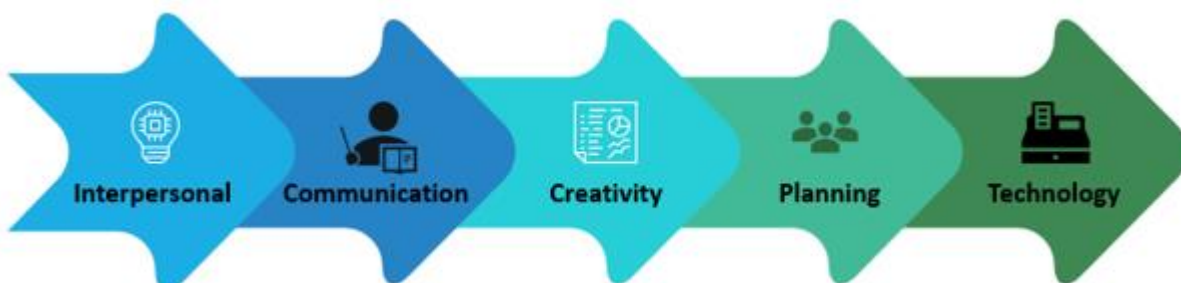 Interpersonal
Communication
Creativity
Planning
Technology